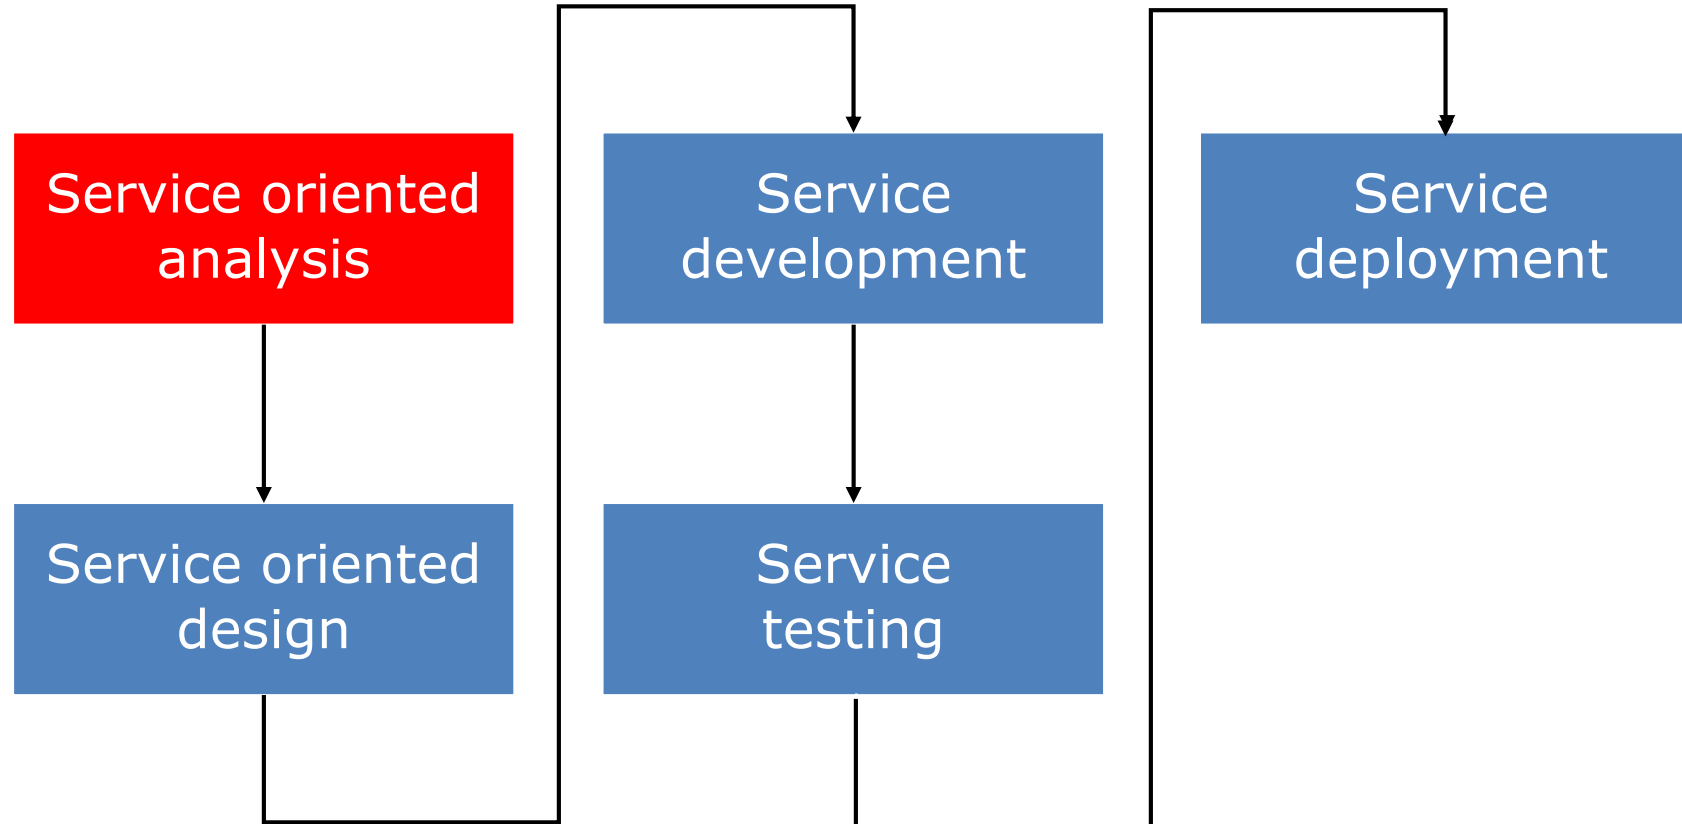 Service oriented
analysis
Service oriented
design
Service
development
Service
testing
Service
deployment